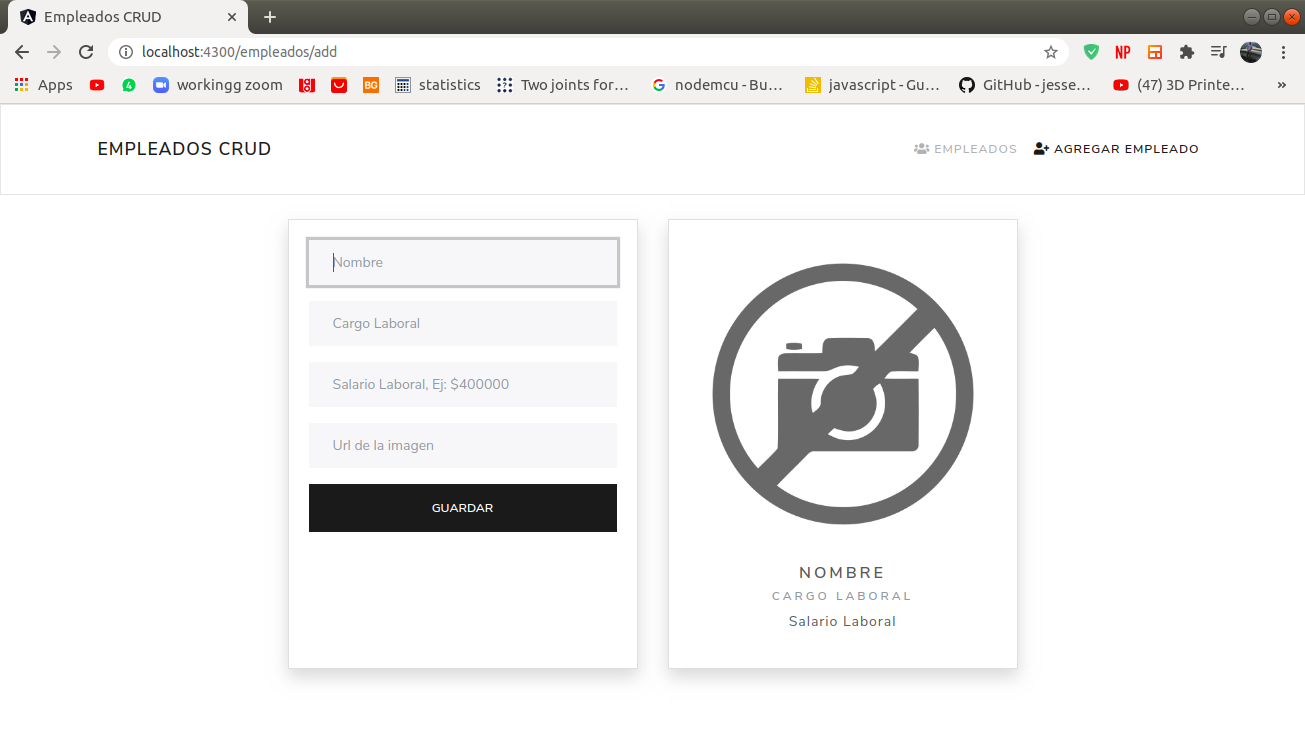 Empleados CRUD
localhost:4300/empleados/add
NP
Apps
4
workingg zoom
BG
statistics
Two joints for…
nodemcu - Bu…
javascript - Gu…
GitHub - jesse…
(47) 3D Printe…
»
EMPLEADOS CRUD
EMPLEADOS
AGREGAR EMPLEADO
Nombre
Cargo Laboral
Salario Laboral, Ej: $400000
Url de la imagen
GUARDAR
NOMBRE
CARGO LABORAL
Salario Laboral